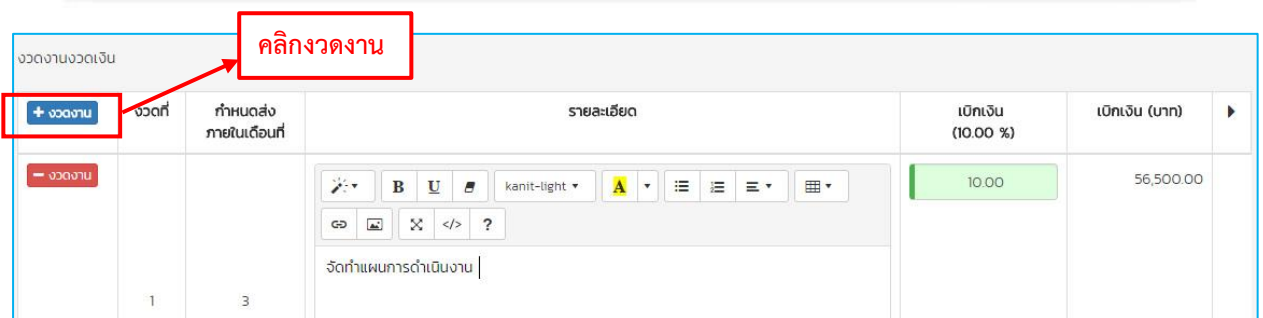 คลิกงวดงาน
งวดงานงวดเงิน
+ งวดงาน งวดที่ กำหนดส่ง ภายในเดือนที่ รายละเอียด เบิกเงิน (10.00 %) เบิกเงิน (บาท)
− งวดงาน
B U kanit-light A
</> ?
10.00 56,500.00
จัดทำแผนการดำเนินงาน
1 3